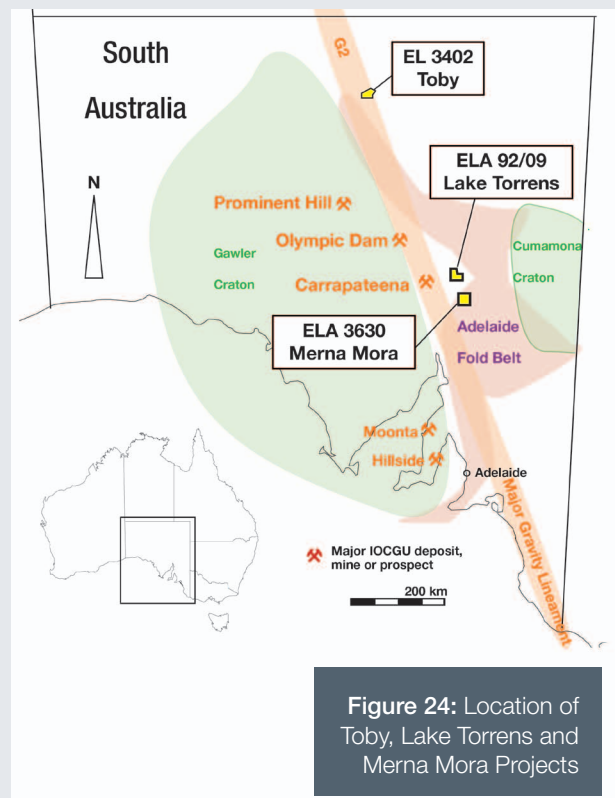 South
Australia
G2
EL 3402
Toby
ELA 92/09
Lake Torrens
N
Prominent Hill
Olympic Dam
Gawler
Craton
Carrapateena
Cumamona
Craton
ELA 3630
Merna Mora
Adelaide
Fold Belt
Moonta
Hillside
Adelaide
Major Gravity Lineament
Major IOCGU deposit,
mine or prospect
200 km
Figure 24: Location of
Toby, Lake Torrens and
Merna Mora Projects